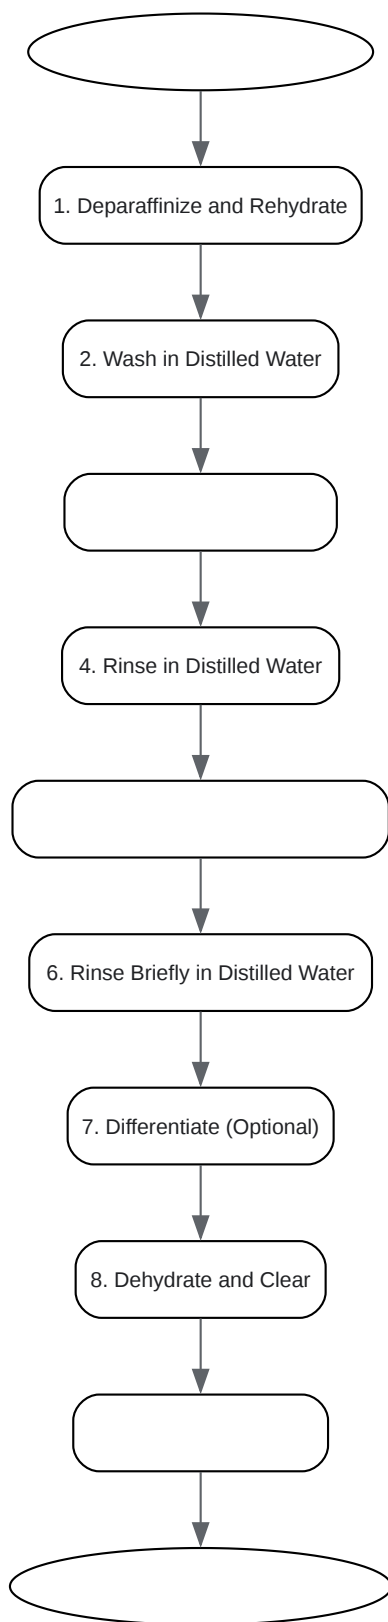 1. Deparaffinize and Rehydrate
2. Wash in Distilled Water
4. Rinse in Distilled Water
6. Rinse Briefly in Distilled Water
7. Differentiate (Optional)
8. Dehydrate and Clear